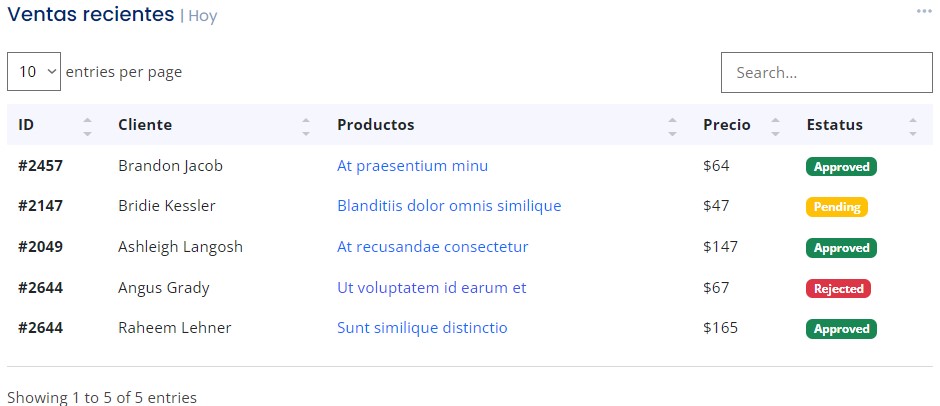 Ventas recientes | Hoy
10 entries per page Search...
ID Cliente Productos Precio Estatus
#2457 Brandon Jacob At praesentium minu $64 Approved
#2147 Bridie Kessler Blanditiis dolor omnis similique $47 Pending
#2049 Ashleigh Langosh At recusandae consectetur $147 Approved
#2644 Angus Grady Ut voluptatem id earum et $67 Rejected
#2644 Raheem Lehner Sunt similique distinctio $165 Approved
Showing 1 to 5 of 5 entries